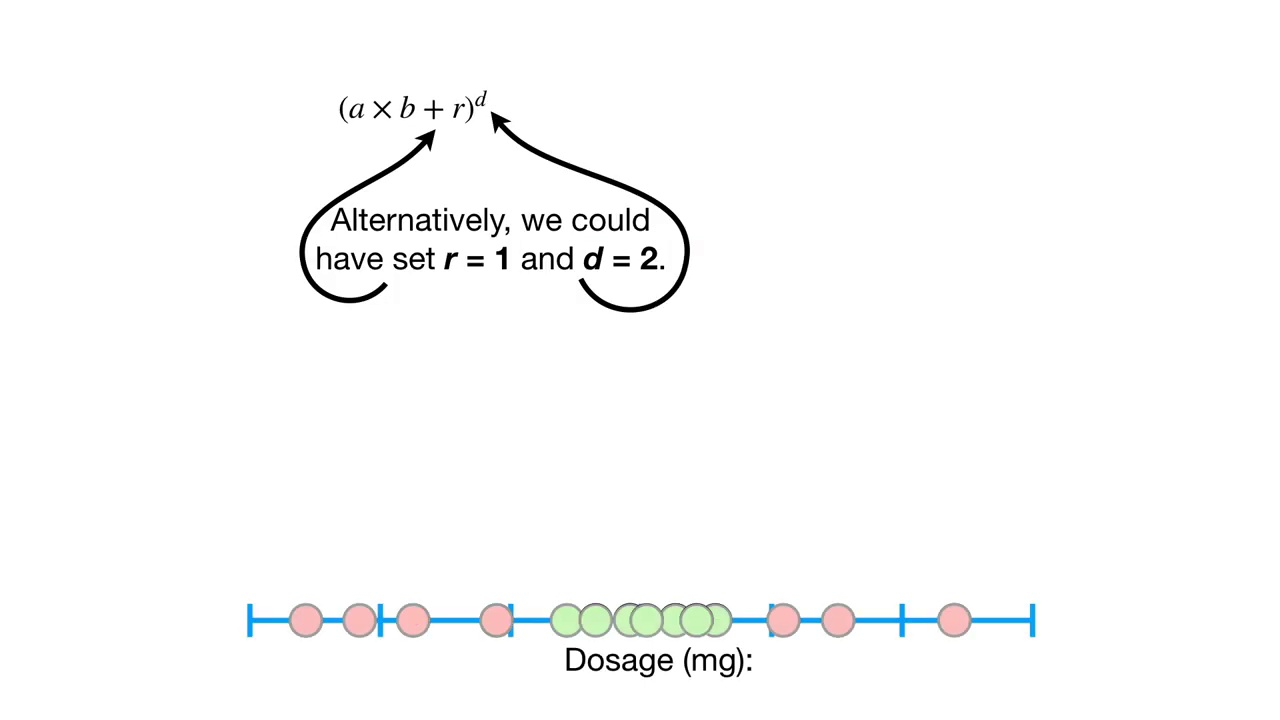 (a × b + r)^d
Alternatively, we could
have set r = 1 and d = 2.
Dosage (mg):